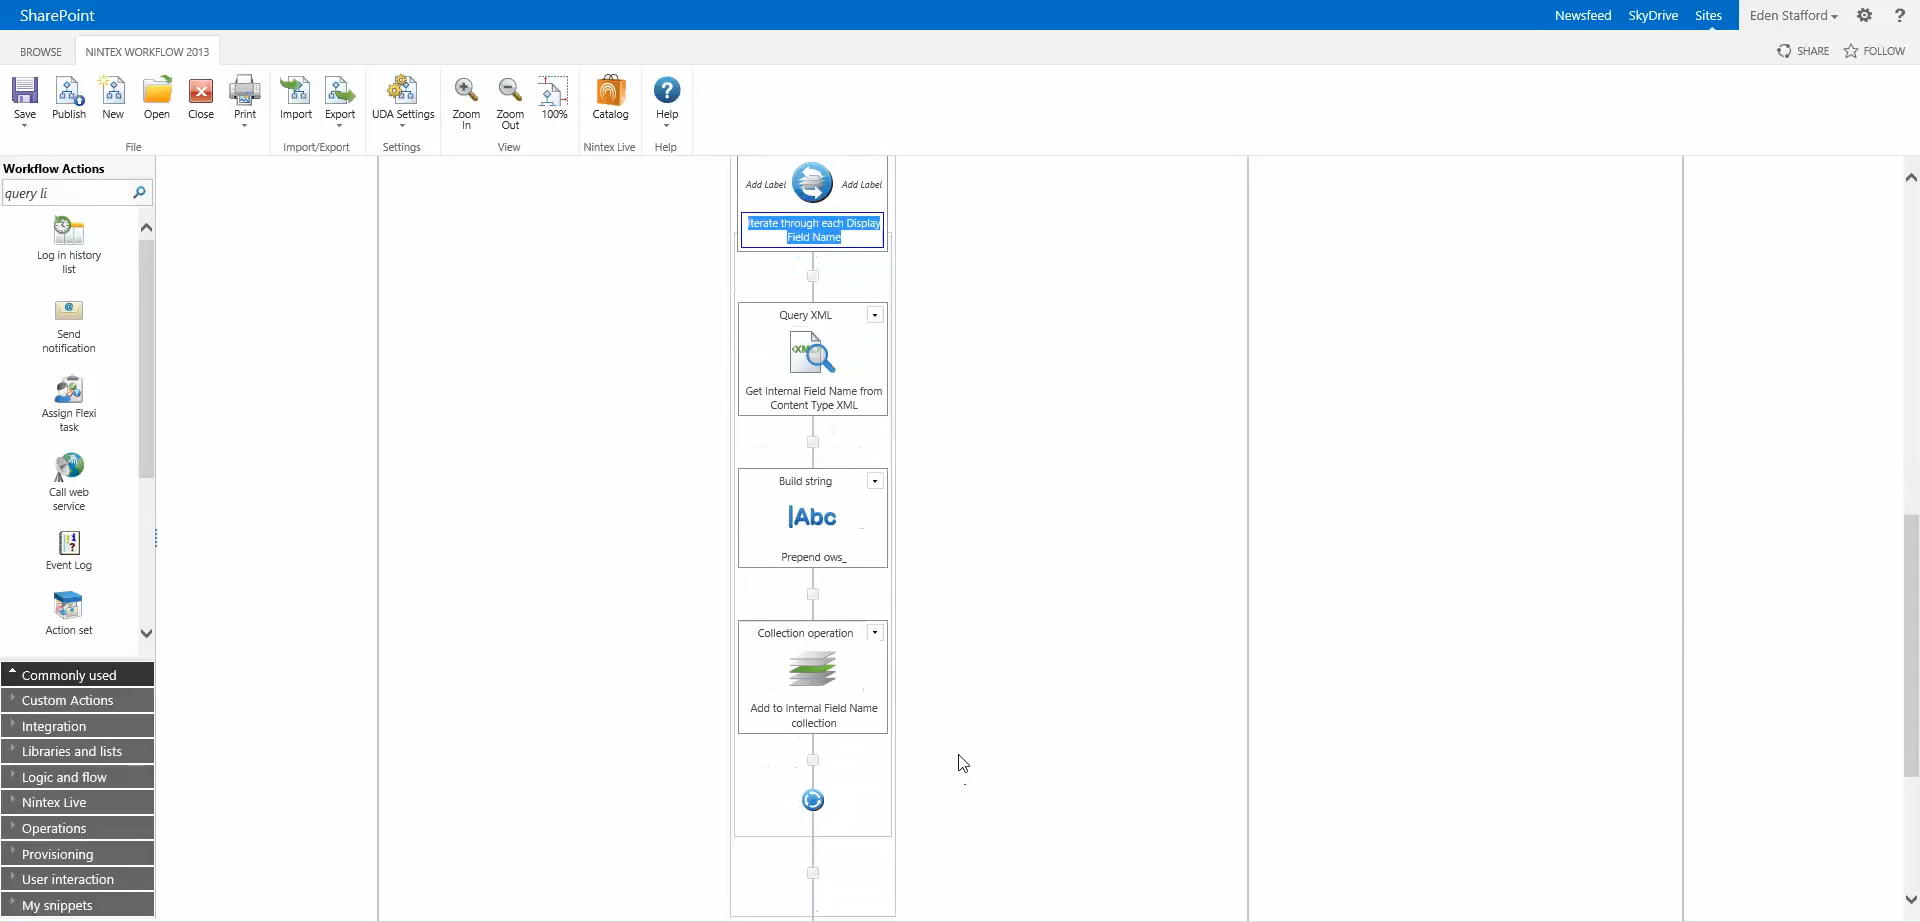 SharePoint
Newsfeed SkyDrive Sites Eden Stafford ?
BROWSE NINTEX WORKFLOW 2013 SHARE FOLLOW
Save Publish New Open Close Print Import Export UDA Settings Zoom In Zoom Out 100% Catalog Help
File Import/Export Settings View Nintex Live Help
Workflow Actions
query li
Log in history
list
Send
notification
Assign Flexi
task
Call web
service
Event Log
Action set
Commonly used
Custom Actions
Integration
Libraries and lists
Logic and flow
Nintex Live
Operations
Provisioning
User interaction
My snippets
Add Label Add Label
Iterate through each Display
Field Name
Query XML
XML
Get Internal Field Name from
Content Type XML
Build string
Abc
Prepend ows_
Collection operation
Add to Internal Field Name
collection